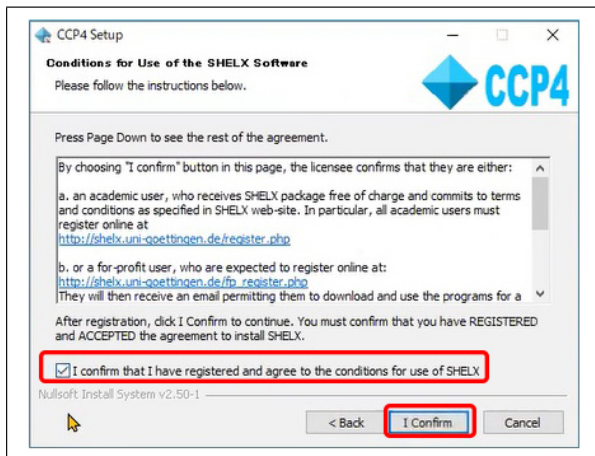 CCP4 Setup
Conditions for Use of the SHELX Software
Please follow the instructions below.
CCP4
Press Page Down to see the rest of the agreement.
By choosing "I confirm" button in this page, the licensee confirms that they are either:
a. an academic user, who receives SHELX package free of charge and commits to terms
and conditions as specified in SHELX web-site. In particular, all academic users must
register online at
http://shelx.uni-goettingen.de/register.php
b. or a for-profit user, who are expected to register online at:
http://shelx.uni-goettingen.de/fp_register.php
They will then receive an email permitting them to download and use the programs for a
After registration, click I Confirm to continue. You must confirm that you have REGISTERED
and ACCEPTED the agreement to install SHELX.
I confirm that I have registered and agree to the conditions for use of SHELX
Nullsoft Install System v2.50-1
< Back I Confirm Cancel